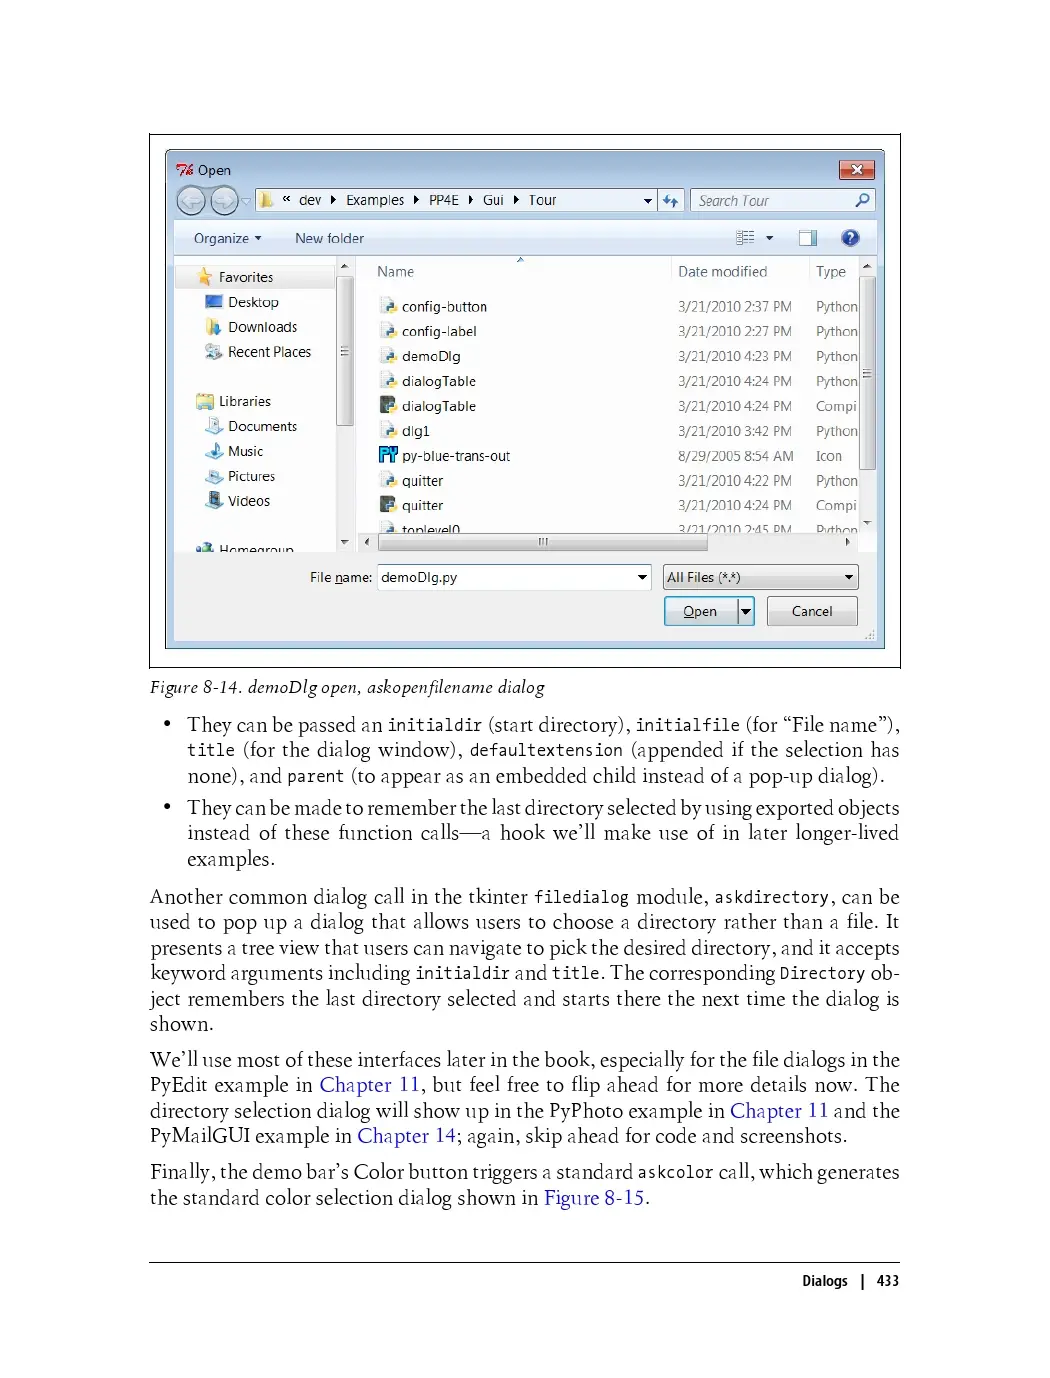 Tk Open
« dev Examples PP4E Gui Tour Search Tour
Organize New folder
Favorites
Desktop
Downloads
Recent Places
Libraries
Documents
Music
Pictures
Videos
Homegroup
Name Date modified Type
config-button 3/21/2010 2:37 PM Python
config-label 3/21/2010 2:27 PM Python
demoDlg 3/21/2010 4:23 PM Python
dialogTable 3/21/2010 4:24 PM Python
dialogTable 3/21/2010 4:24 PM Compi
dlg1 3/21/2010 3:42 PM Python
PY py-blue-trans-out 8/29/2005 8:54 AM Icon
quitter 3/21/2010 4:22 PM Python
quitter 3/21/2010 4:24 PM Compi
toplevel0 3/21/2010 2:45 PM Python
File name: demoDlg.py All Files (*.*)
Open Cancel
Figure 8-14. demoDlg open, askopenfilename dialog
• They can be passed an initialdir (start directory), initialfile (for “File name”),
title (for the dialog window), defaultextension (appended if the selection has
none), and parent (to appear as an embedded child instead of a pop-up dialog).
• They can be made to remember the last directory selected by using exported objects
instead of these function calls—a hook we’ll make use of in later longer-lived
examples.
Another common dialog call in the tkinter filedialog module, askdirectory, can be
used to pop up a dialog that allows users to choose a directory rather than a file. It
presents a tree view that users can navigate to pick the desired directory, and it accepts
keyword arguments including initialdir and title. The corresponding Directory ob-
ject remembers the last directory selected and starts there the next time the dialog is
shown.
We’ll use most of these interfaces later in the book, especially for the file dialogs in the
PyEdit example in Chapter 11, but feel free to flip ahead for more details now. The
directory selection dialog will show up in the PyPhoto example in Chapter 11 and the
PyMailGUI example in Chapter 14; again, skip ahead for code and screenshots.
Finally, the demo bar’s Color button triggers a standard askcolor call, which generates
the standard color selection dialog shown in Figure 8-15.
Dialogs | 433